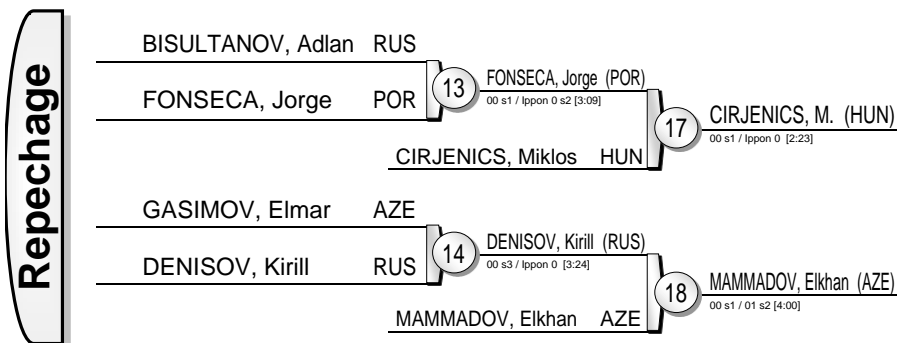 Repechage
BISULTANOV, Adlan RUS
FONSECA, Jorge POR
13
FONSECA, Jorge (POR)
00 s1 / Ippon 0 s2 [3:09]
CIRJENICS, Miklos HUN
17
CIRJENICS, M. (HUN)
00 s1 / Ippon 0 [2:23]
GASIMOV, Elmar AZE
DENISOV, Kirill RUS
14
DENISOV, Kirill (RUS)
00 s3 / Ippon 0 [3:24]
MAMMADOV, Elkhan AZE
18
MAMMADOV, Elkhan (AZE)
00 s1 / 01 s2 [4:00]